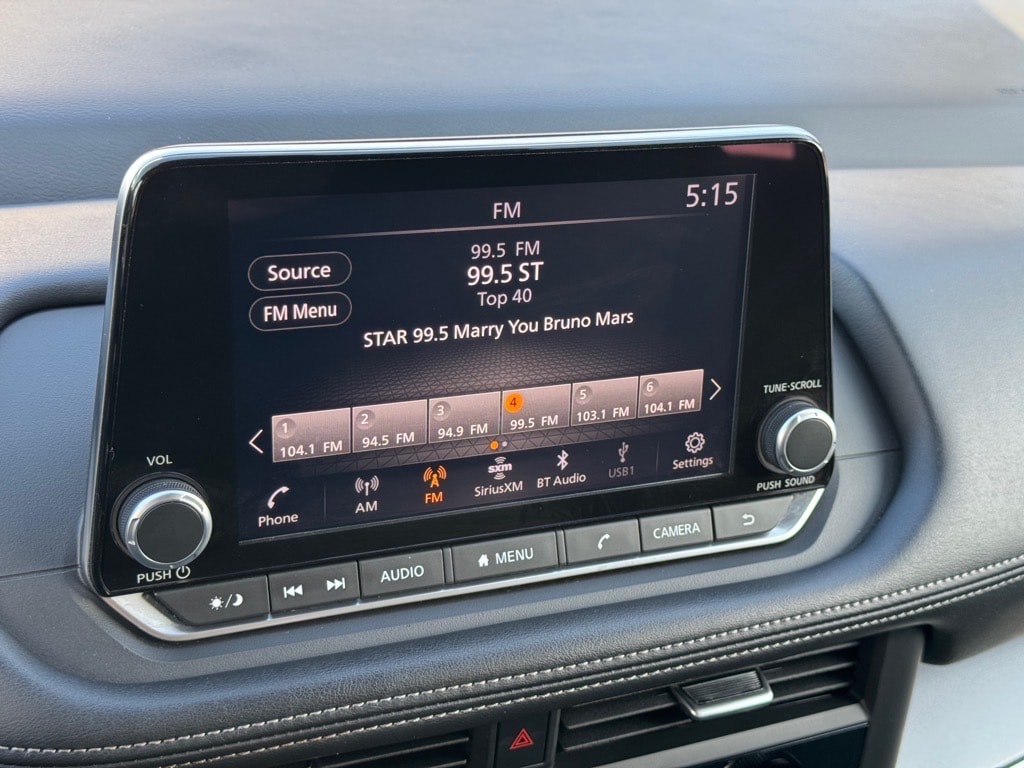 5:15
FM
99.5 FM
99.5 ST
Top 40
Source
FM Menu
STAR 99.5 Marry You Bruno Mars
1 104.1 FM
2 94.5 FM
3 94.9 FM
4 99.5 FM
5 103.1 FM
6 104.1 FM
Phone
AM
FM
sxm
SiriusXM
BT Audio
USB1
Settings
VOL
PUSH
TUNE·SCROLL
PUSH SOUND
AUDIO
MENU
CAMERA